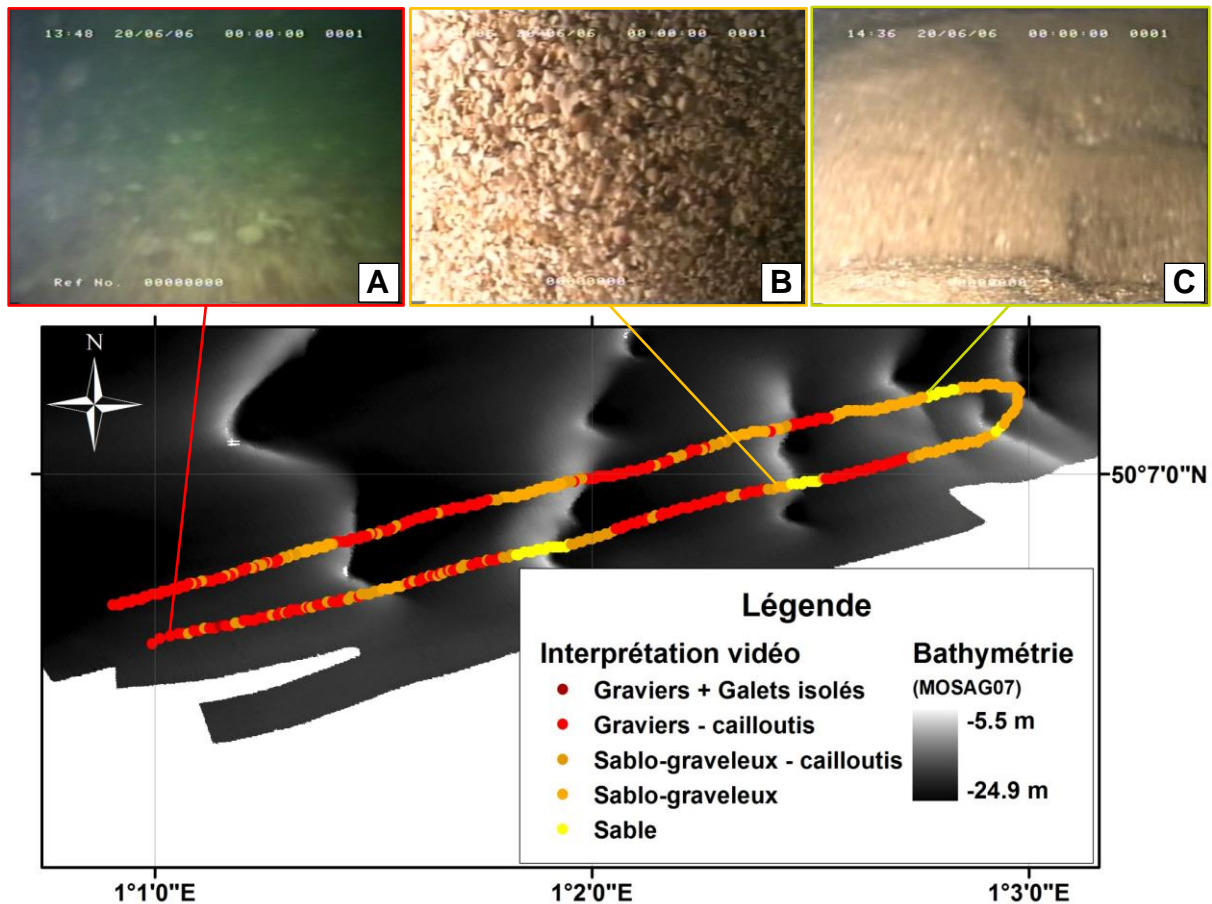 13:48 20/06/06 00:00:00 0001
Ref No. 00000000
A
20/06/06 00:00:00 0001
00000000
B
14:36 20/06/06 00:00:00 0001
00000000
C
N
50°7'0"N
Légende
Interprétation vidéo
Graviers + Galets isolés
Graviers - cailloutis
Sablo-graveleux - cailloutis
Sablo-graveleux
Sable
Bathymétrie
(MOSAG07)
-5.5 m
-24.9 m
1°1'0"E
1°2'0"E
1°3'0"E